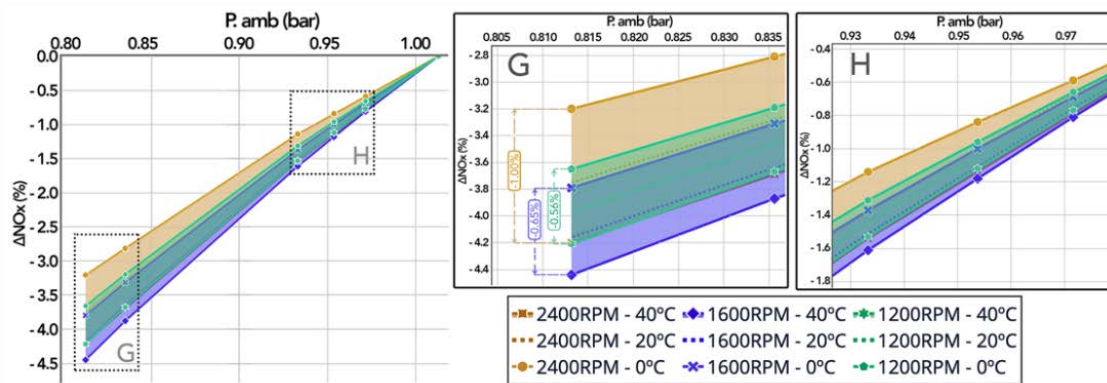 P. amb (bar)
0.80 0.85 0.90 0.95 1.00
ΔNOx (%)
0.0
- 0.5
- 1.0
- 1.5
- 2.0
- 2.5
- 3.0
- 3.5
- 4.0
- 4.5
H
G
P. amb (bar)
0.805 0.810 0.815 0.820 0.825 0.830 0.835
G
ΔNOx (%)
- 2.8
- 3.2
- 3.6
- 3.8
- 4.0
- 4.2
- 4.4
-1.00%
-0.65%
-0.56%
P. amb (bar)
0.93 0.94 0.95 0.96 0.97
H
ΔNOx (%)
- 0.4
- 0.6
- 0.8
- 1.0
- 1.2
- 1.4
- 1.6
- 1.8
2400RPM - 40ºC 1600RPM - 40ºC 1200RPM - 40ºC
2400RPM - 20ºC 1600RPM - 20ºC 1200RPM - 20ºC
2400RPM - 0ºC 1600RPM - 0ºC 1200RPM - 0ºC